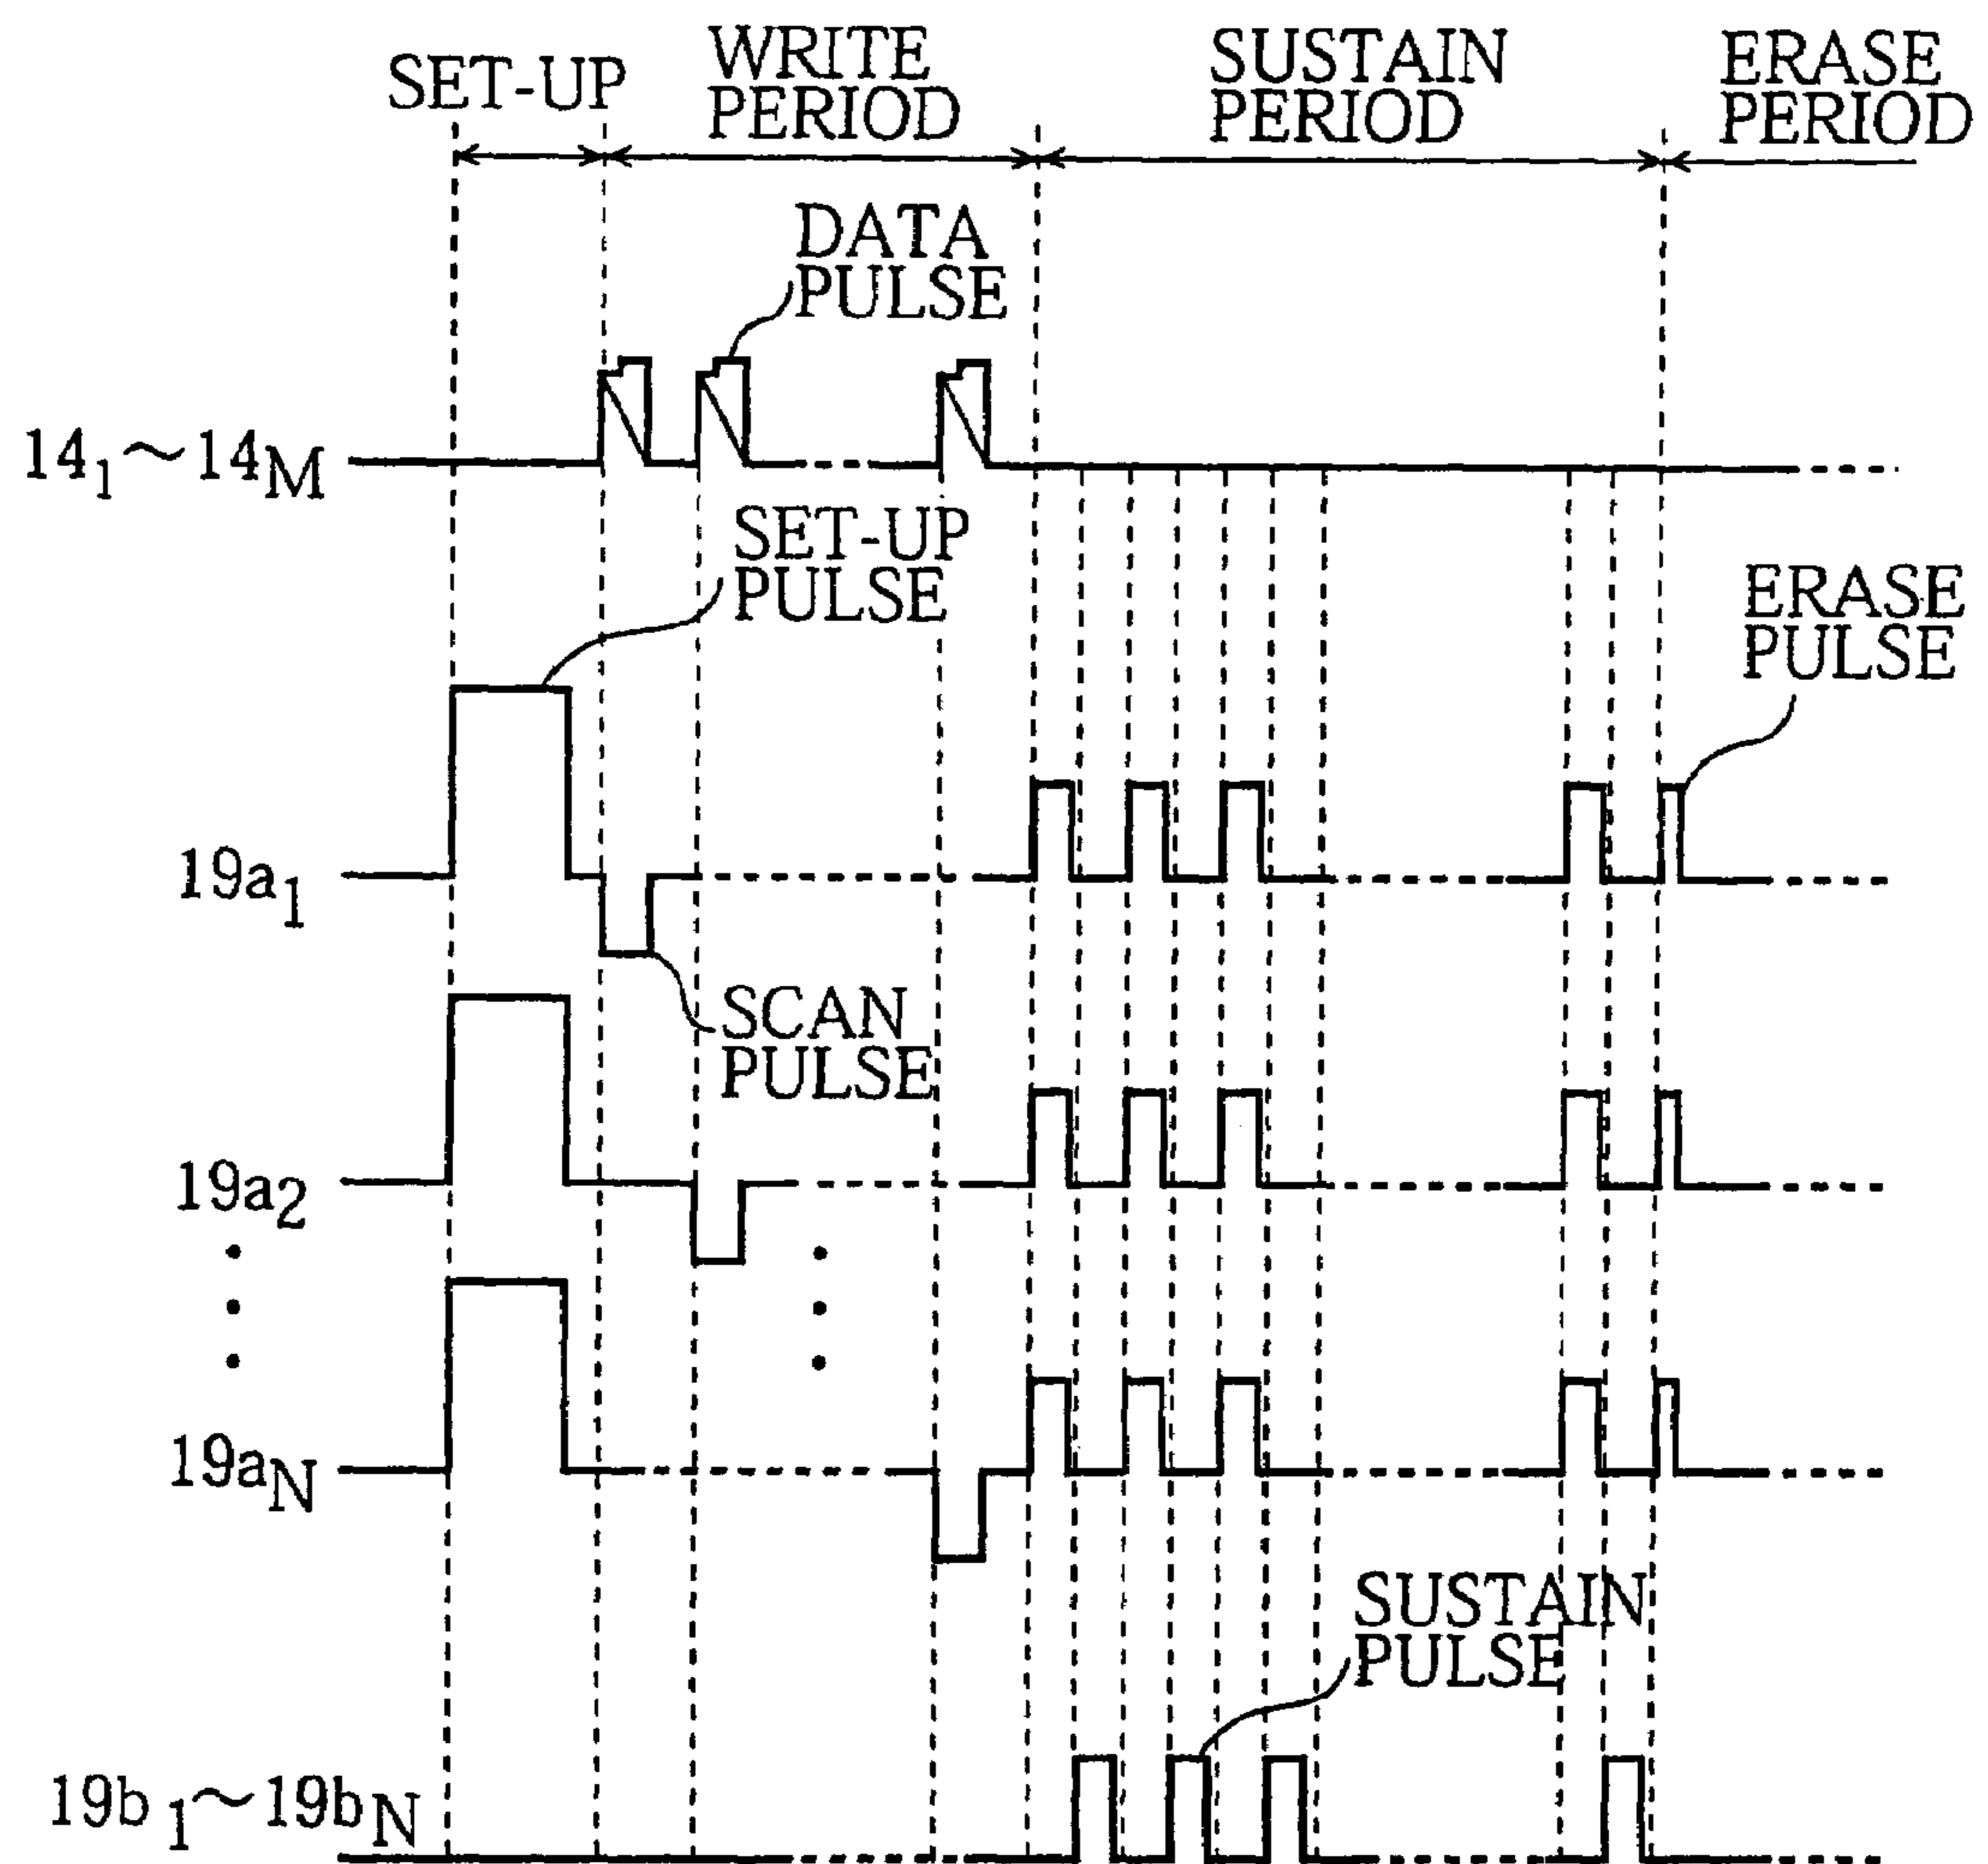 SET-UP
WRITE
PERIOD
SUSTAIN
PERIOD
ERASE
PERIOD
DATA
PULSE
14₁~14M
SET-UP
PULSE
ERASE
PULSE
19a₁
SCAN
PULSE
19a₂
19aN
SUSTAIN
PULSE
19b₁~19bN